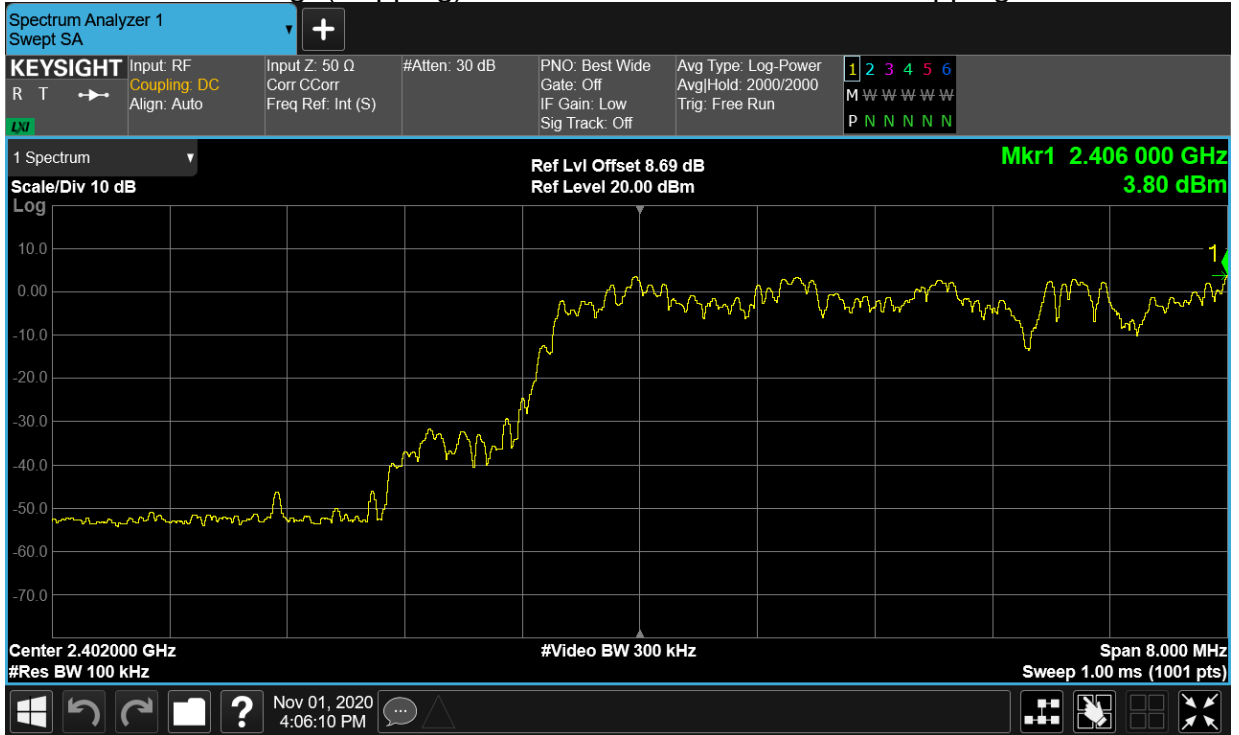 Spectrum Analyzer 1
Swept SA
KEYSIGHT
R T
LXI
Input: RF
Coupling: DC
Align: Auto
Input Z: 50 Ω
Corr CCorr
Freq Ref: Int (S)
#Atten: 30 dB
PNO: Best Wide
Gate: Off
IF Gain: Low
Sig Track: Off
Avg Type: Log-Power
Avg|Hold: 2000/2000
Trig: Free Run
1 2 3 4 5 6
M W W W W W
P N N N N N
1 Spectrum
Scale/Div 10 dB
Log
Ref Lvl Offset 8.69 dB
Ref Level 20.00 dBm
Mkr1 2.406 000 GHz
3.80 dBm
1
10.0
0.00
-10.0
-20.0
-30.0
-40.0
-50.0
-60.0
-70.0
Center 2.402000 GHz
#Res BW 100 kHz
#Video BW 300 kHz
Span 8.000 MHz
Sweep 1.00 ms (1001 pts)
?
Nov 01, 2020
4:06:10 PM